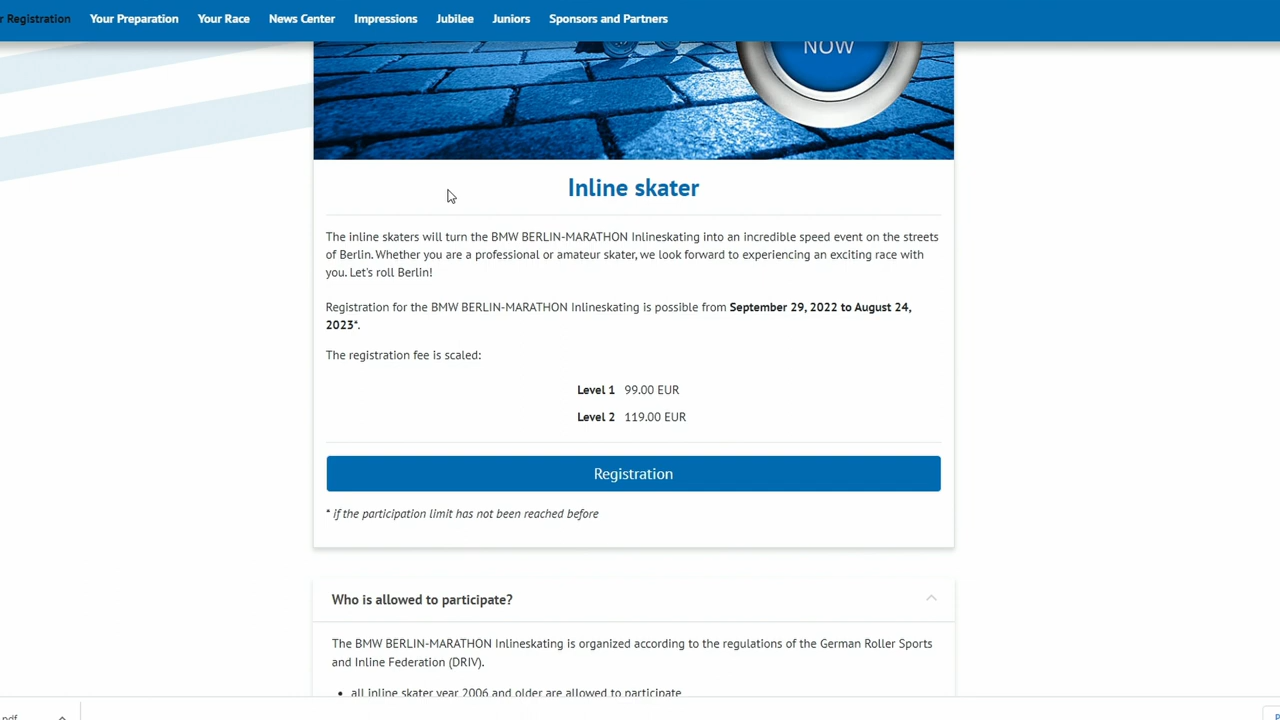 Registration
Your Preparation
Your Race
News Center
Impressions
Jubilee
Juniors
Sponsors and Partners
NOW
Inline skater
The inline skaters will turn the BMW BERLIN-MARATHON Inlineskating into an incredible speed event on the streets
of Berlin. Whether you are a professional or amateur skater, we look forward to experiencing an exciting race with
you. Let's roll Berlin!
Registration for the BMW BERLIN-MARATHON Inlineskating is possible from September 29, 2022 to August 24,
2023*.
The registration fee is scaled:
Level 1 99.00 EUR
Level 2 119.00 EUR
Registration
* if the participation limit has not been reached before
Who is allowed to participate?
The BMW BERLIN-MARATHON Inlineskating is organized according to the regulations of the German Roller Sports
and Inline Federation (DRIV).
• all inline skater year 2006 and older are allowed to participate